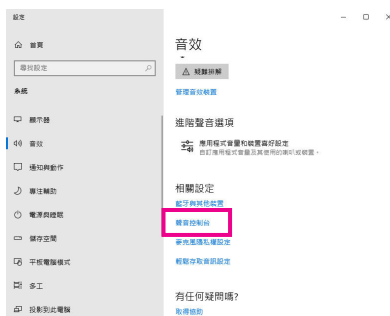 設定
首頁
尋找設定
系統
顯示器
音效
通知與動作
專注輔助
電源與睡眠
儲存空間
平板電腦模式
多工
投影到此電腦
音效
疑難排解
管理音效裝置
進階聲音選項
應用程式音量和裝置喜好設定
自訂應用程式音量及其使用的喇叭或裝置。
相關設定
藍牙與其他裝置
聲音控制台
麥克風隱私權設定
輕鬆存取音訊設定
有任何疑問嗎?
取得協助